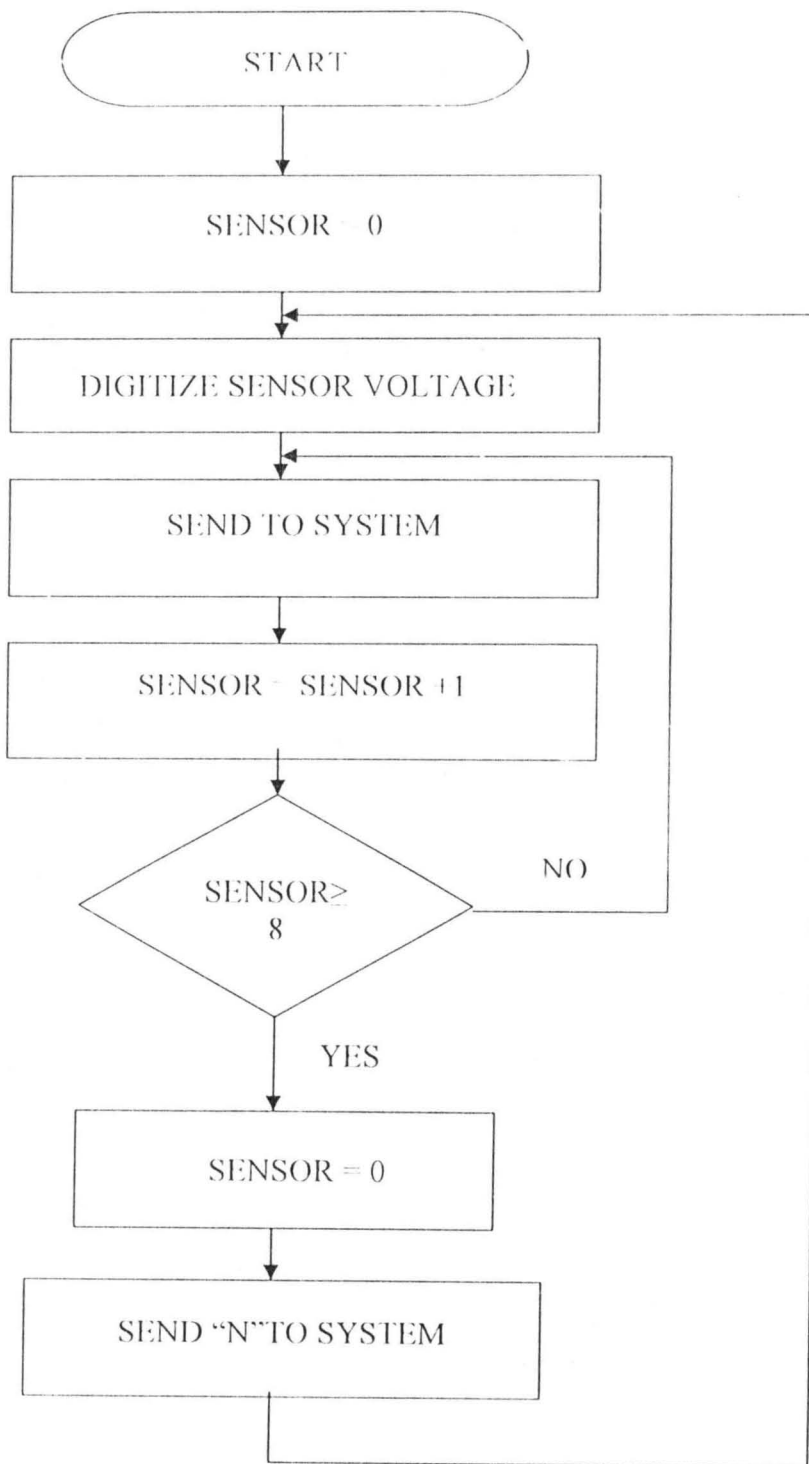 START
SENSOR = 0
DIGITIZE SENSOR VOLTAGE
SEND TO SYSTEM
SENSOR = SENSOR +1
SENSOR≥
8
NO
YES
SENSOR = 0
SEND “N”TO SYSTEM